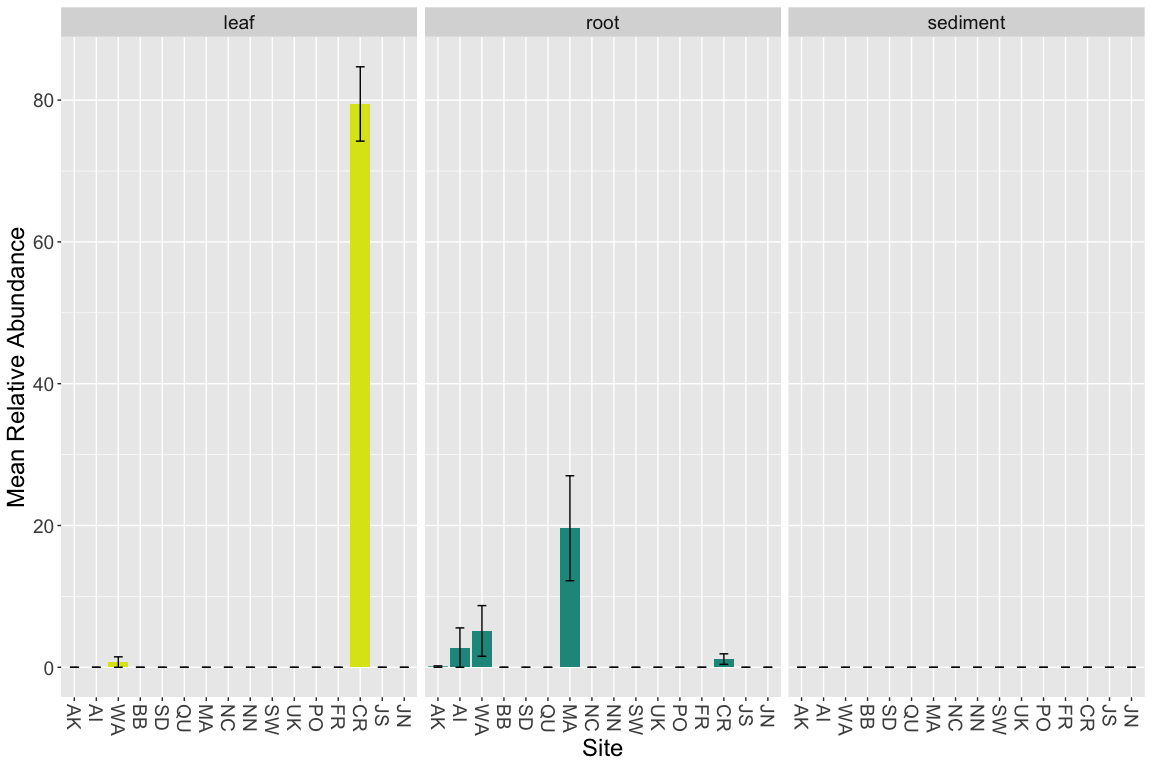 leaf root sediment
Mean Relative Abundance
80
60
40
20
0
AK AI WA BB SD QU MA NC NN SW UK PO FR CR JS JN
AK AI WA BB SD QU MA NC NN SW UK PO FR CR JS JN
AK AI WA BB SD QU MA NC NN SW UK PO FR CR JS JN
Site